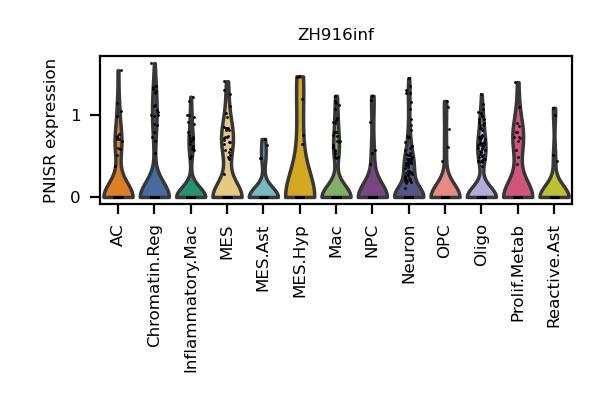 ZH916inf
PNISR expression
1
0
AC
Chromatin.Reg
Inflammatory.Mac
MES
MES.Ast
MES.Hyp
Mac
NPC
Neuron
OPC
Oligo
Prolif.Metab
Reactive.Ast